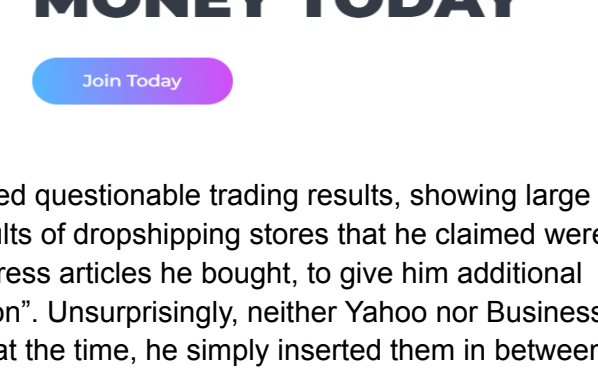 MONEY TODAY
Join Today
ed questionable trading results, showing large
ults of dropshipping stores that he claimed were
ress articles he bought, to give him additional
on”. Unsurprisingly, neither Yahoo nor Business
at the time, he simply inserted them in between